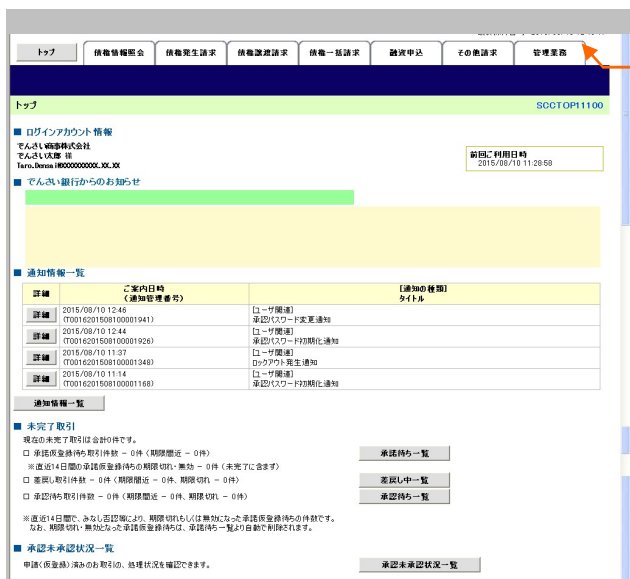 トップ 債権情報照会 債権発生請求 債権譲渡請求 債権一括請求 融資申込 その他請求 管理業務
トップ SCCTOP11100
■ ログインアカウント情報
でんさい商事株式会社
でんさい太郎 様
前回ご利用日時
2015/08/10 11:28:58
■ でんさい銀行からのお知らせ
■ 通知情報一覧
詳細 ご案内日時 [通知の種類]
(通知管理番号) タイトル
詳細 2015/08/10 12:46 [ユーザ関連]
(T0016201508100001941) 承認パスワード変更通知
詳細 2015/08/10 12:44 [ユーザ関連]
(T0016201508100001926) 承認パスワード初期化通知
詳細 2015/08/10 11:37 [ユーザ関連]
(T0016201508100001348) ロックアウト発生通知
詳細 2015/08/10 11:14 [ユーザ関連]
(T0016201508100001168) 承認パスワード初期化通知
通知情報一覧
■ 未完了取引
現在の未完了取引は合計0件です。
□ 承諾仮登録待ち取引件数 － 0件 (期限間近 － 0件) 承諾待ち一覧
※直近14日間の承諾仮登録待ちの期限切れ・無効 － 0件 (未完了に含まず)
□ 差戻し取引件数 － 0件 (期限間近 － 0件、期限切れ － 0件) 差戻し中一覧
□ 承認待ち取引件数 － 0件 (期限間近 － 0件、期限切れ － 0件) 承認待ち一覧
※直近14日間で、みなし否認等により、期限切れもしくは無効になった承諾仮登録待ちの件数です。
なお、期限切れ・無効となった承諾仮登録待ちは、承諾待ち一覧より自動で削除されます。
■ 承認未承認状況一覧
申請(仮登録)済みのお取引の、処理状況を確認できます。 承認未承認状況一覧